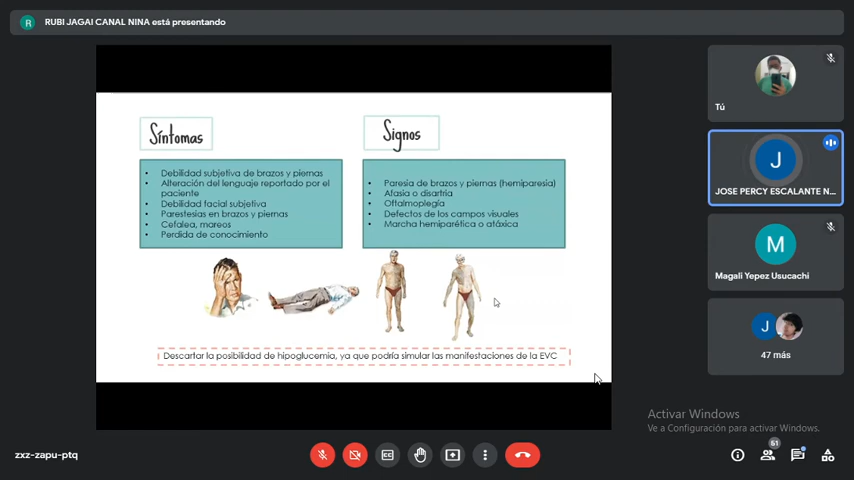 R
RUBI JAGAI CANAL NINA está presentando
Síntomas
Signos
• Debilidad subjetiva de brazos y piernas
• Alteración del lenguaje reportado por el
paciente
• Debilidad facial subjetiva
• Parestesias en brazos y piernas
• Cefalea, mareos
• Perdida de conocimiento
• Paresia de brazos y piernas (hemiparesia)
• Afasia o disartria
• Oftalmoplegía
• Defectos de los campos visuales
• Marcha hemiparética o atáxica
Descartar la posibilidad de hipoglucemia, ya que podría simular las manifestaciones de la EVC
Tú
J
JOSE PERCY ESCALANTE N...
M
Magali Yepez Usucachi
J
47 más
Activar Windows
Ve a Configuración para activar Windows.
zxz-zapu-ptq
CC
51